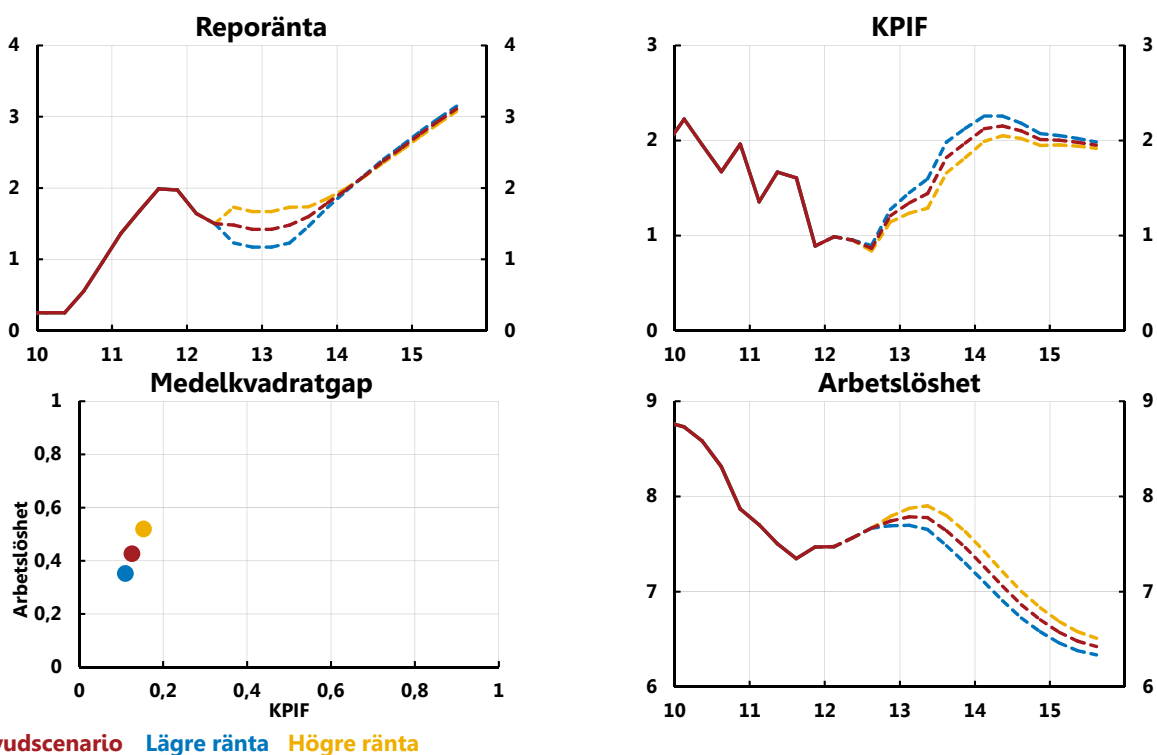 Reporänta
4 4
3 3
2 2
1 1
0 0
10 11 12 13 14 15
KPIF
3 3
2 2
1 1
0 0
10 11 12 13 14 15
Medelkvadratgap
1
0,8
0,6
0,4
0,2
0
Arbetslöshet
0 0,2 0,4 0,6 0,8 1
KPIF
Arbetslöshet
9 9
8 8
7 7
6 6
10 11 12 13 14 15
vudscenario Lägre ränta Högre ränta